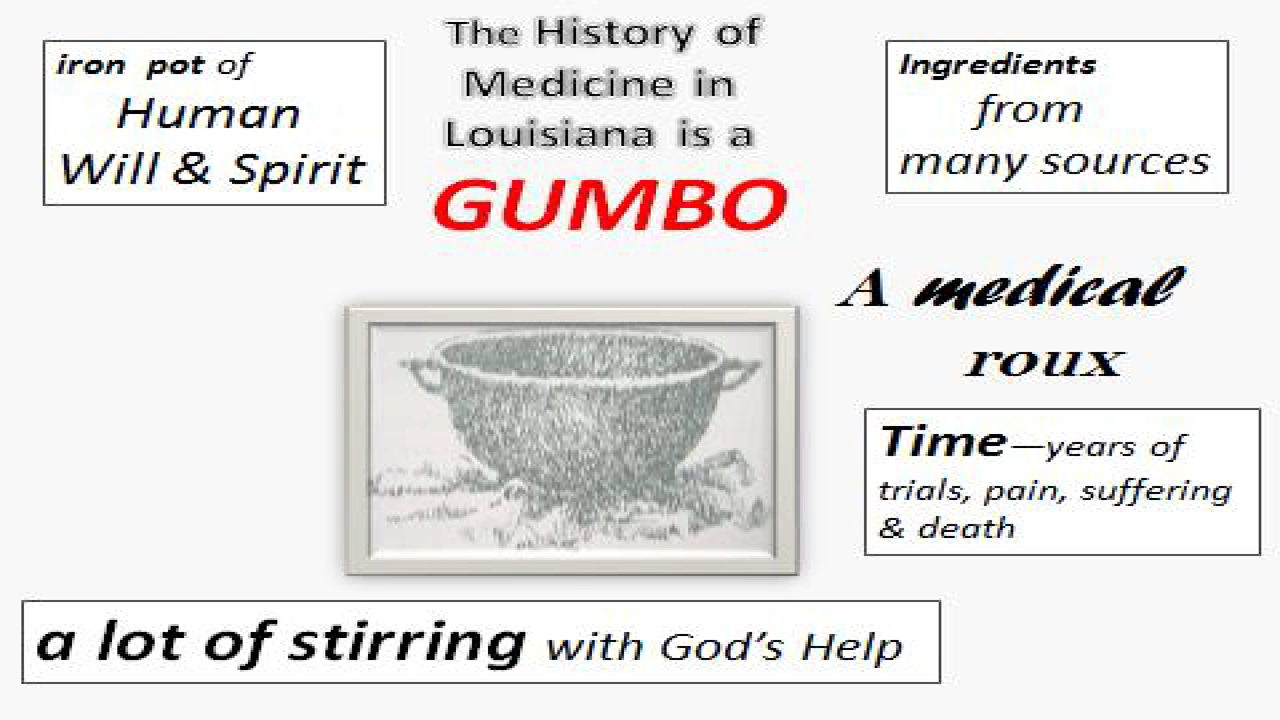 The History of
Medicine in
Louisiana is a
GUMBO
iron pot of
Human
Will & Spirit
Ingredients
from
many sources
A medical
roux
Time—years of
trials, pain, suffering
& death
a lot of stirring with God’s Help